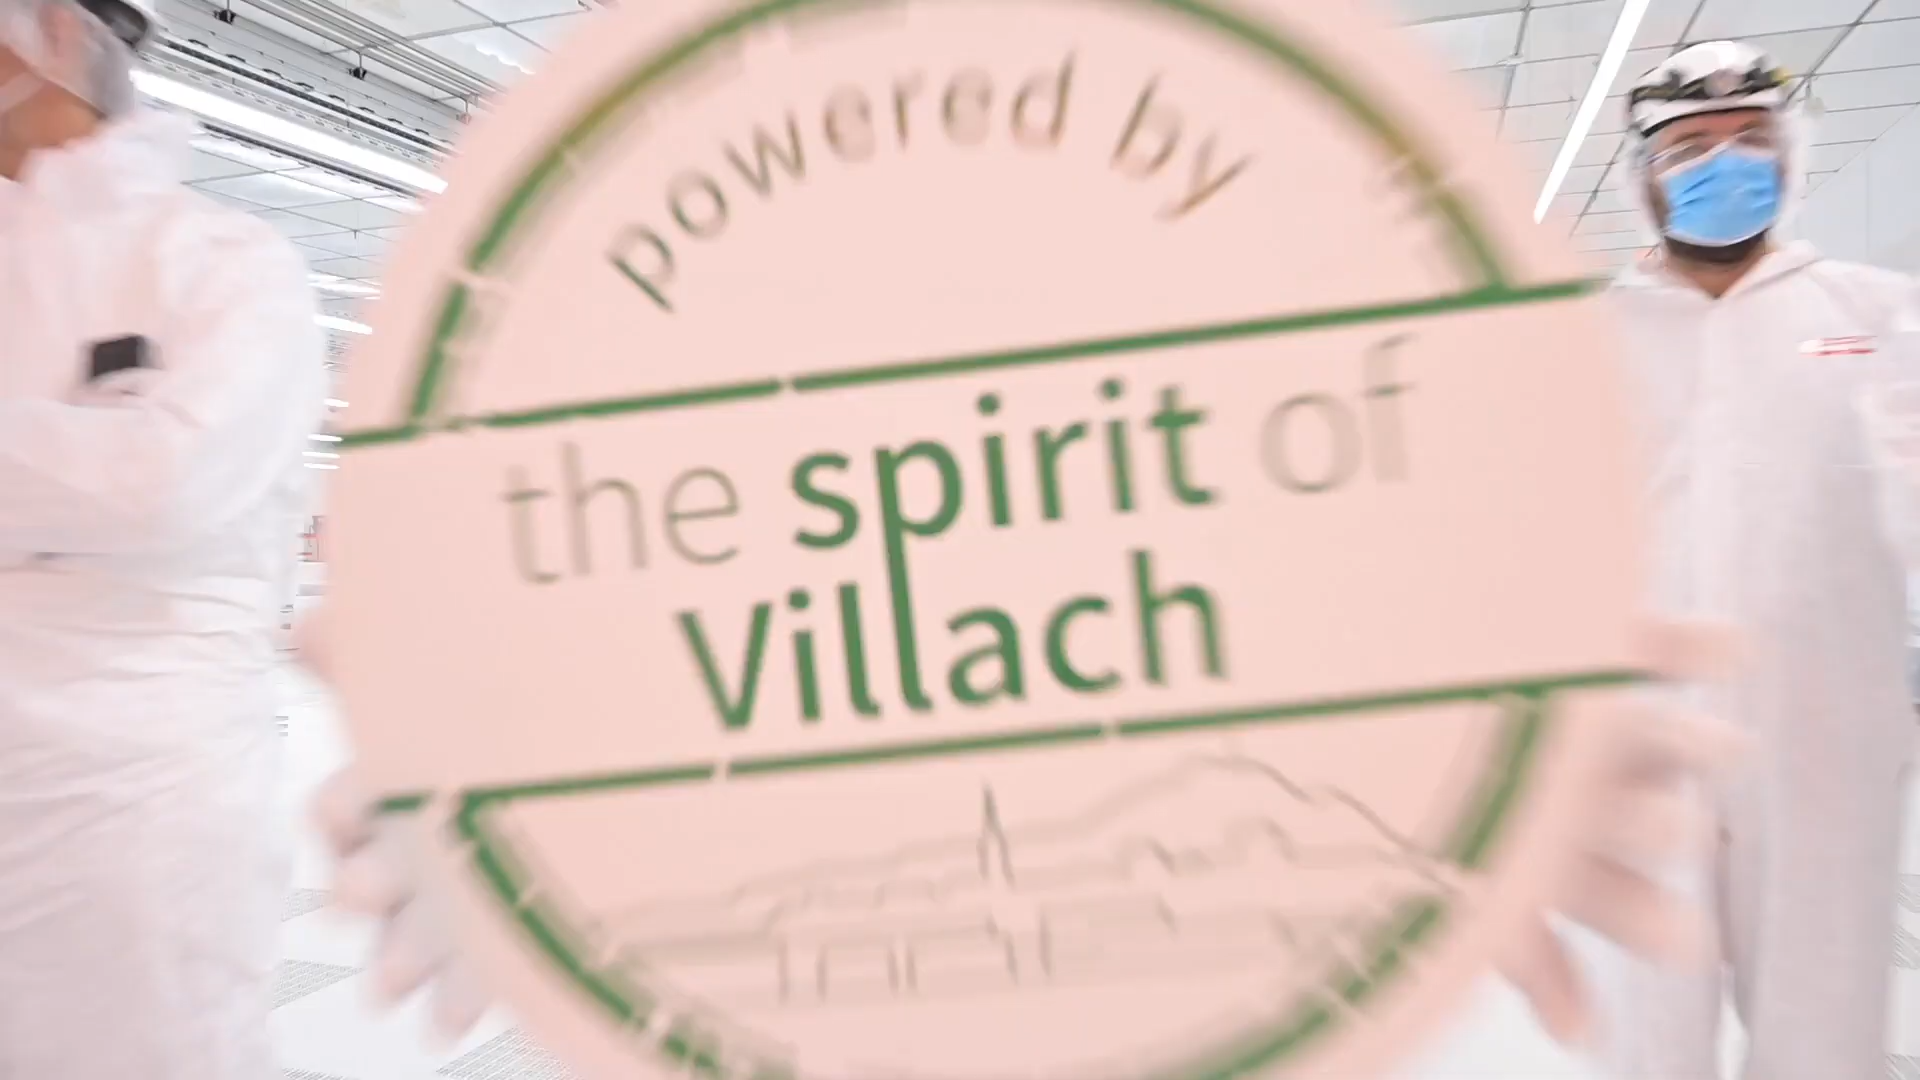 powered by
the spirit of
Villach